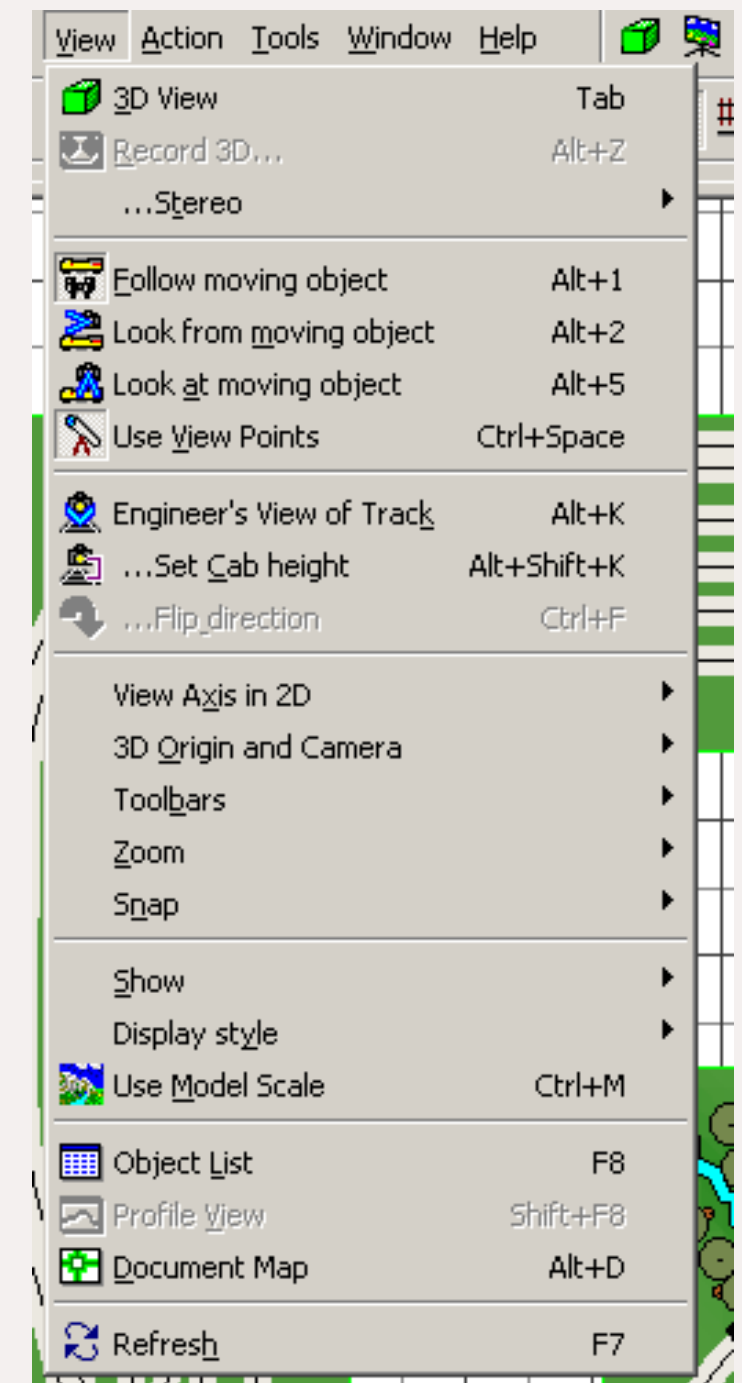 View Action Tools Window Help
3D View Tab
Record 3D... Alt+Z
...Stereo
Follow moving object Alt+1
Look from moving object Alt+2
Look at moving object Alt+5
Use View Points Ctrl+Space
Engineer's View of Track Alt+K
...Set Cab height Alt+Shift+K
...Flip direction Ctrl+F
View Axis in 2D
3D Origin and Camera
Toolbars
Zoom
Snap
Show
Display style
Use Model Scale Ctrl+M
Object List F8
Profile View Shift+F8
Document Map Alt+D
Refresh F7